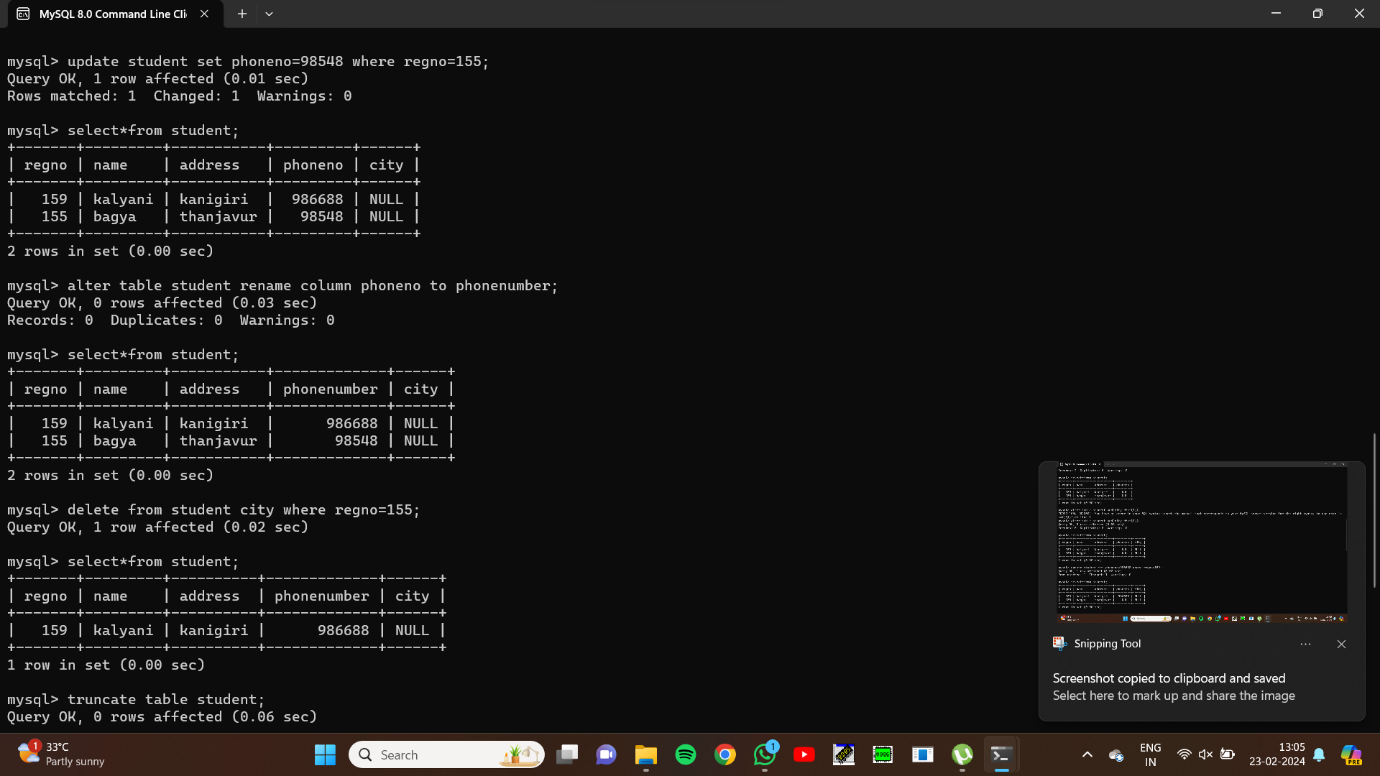 MySQL 8.0 Command Line Cli
mysql> update student set phoneno=98548 where regno=155;
Query OK, 1 row affected (0.01 sec)
Rows matched: 1  Changed: 1  Warnings: 0
mysql> select*from student;
+-------+---------+-----------+---------+------+
| regno | name    | address   | phoneno | city |
+-------+---------+-----------+---------+------+
|   159 | kalyani | kanigiri  |  986688 | NULL |
|   155 | bagya   | thanjavur |   98548 | NULL |
+-------+---------+-----------+---------+------+
2 rows in set (0.00 sec)
mysql> alter table student rename column phoneno to phonenumber;
Query OK, 0 rows affected (0.03 sec)
Records: 0  Duplicates: 0  Warnings: 0
mysql> select*from student;
+-------+---------+-----------+-------------+------+
| regno | name    | address   | phonenumber | city |
+-------+---------+-----------+-------------+------+
|   159 | kalyani | kanigiri  |      986688 | NULL |
|   155 | bagya   | thanjavur |       98548 | NULL |
+-------+---------+-----------+-------------+------+
2 rows in set (0.00 sec)
mysql> delete from student city where regno=155;
Query OK, 1 row affected (0.02 sec)
mysql> select*from student;
+-------+---------+----------+-------------+------+
| regno | name    | address  | phonenumber | city |
+-------+---------+----------+-------------+------+
|   159 | kalyani | kanigiri |      986688 | NULL |
+-------+---------+----------+-------------+------+
1 row in set (0.00 sec)
mysql> truncate table student;
Query OK, 0 rows affected (0.06 sec)
Snipping Tool
Screenshot copied to clipboard and saved
Select here to mark up and share the image
1
33°C
Partly sunny
Search
1
ENG
IN
13:05
23-02-2024
PRE